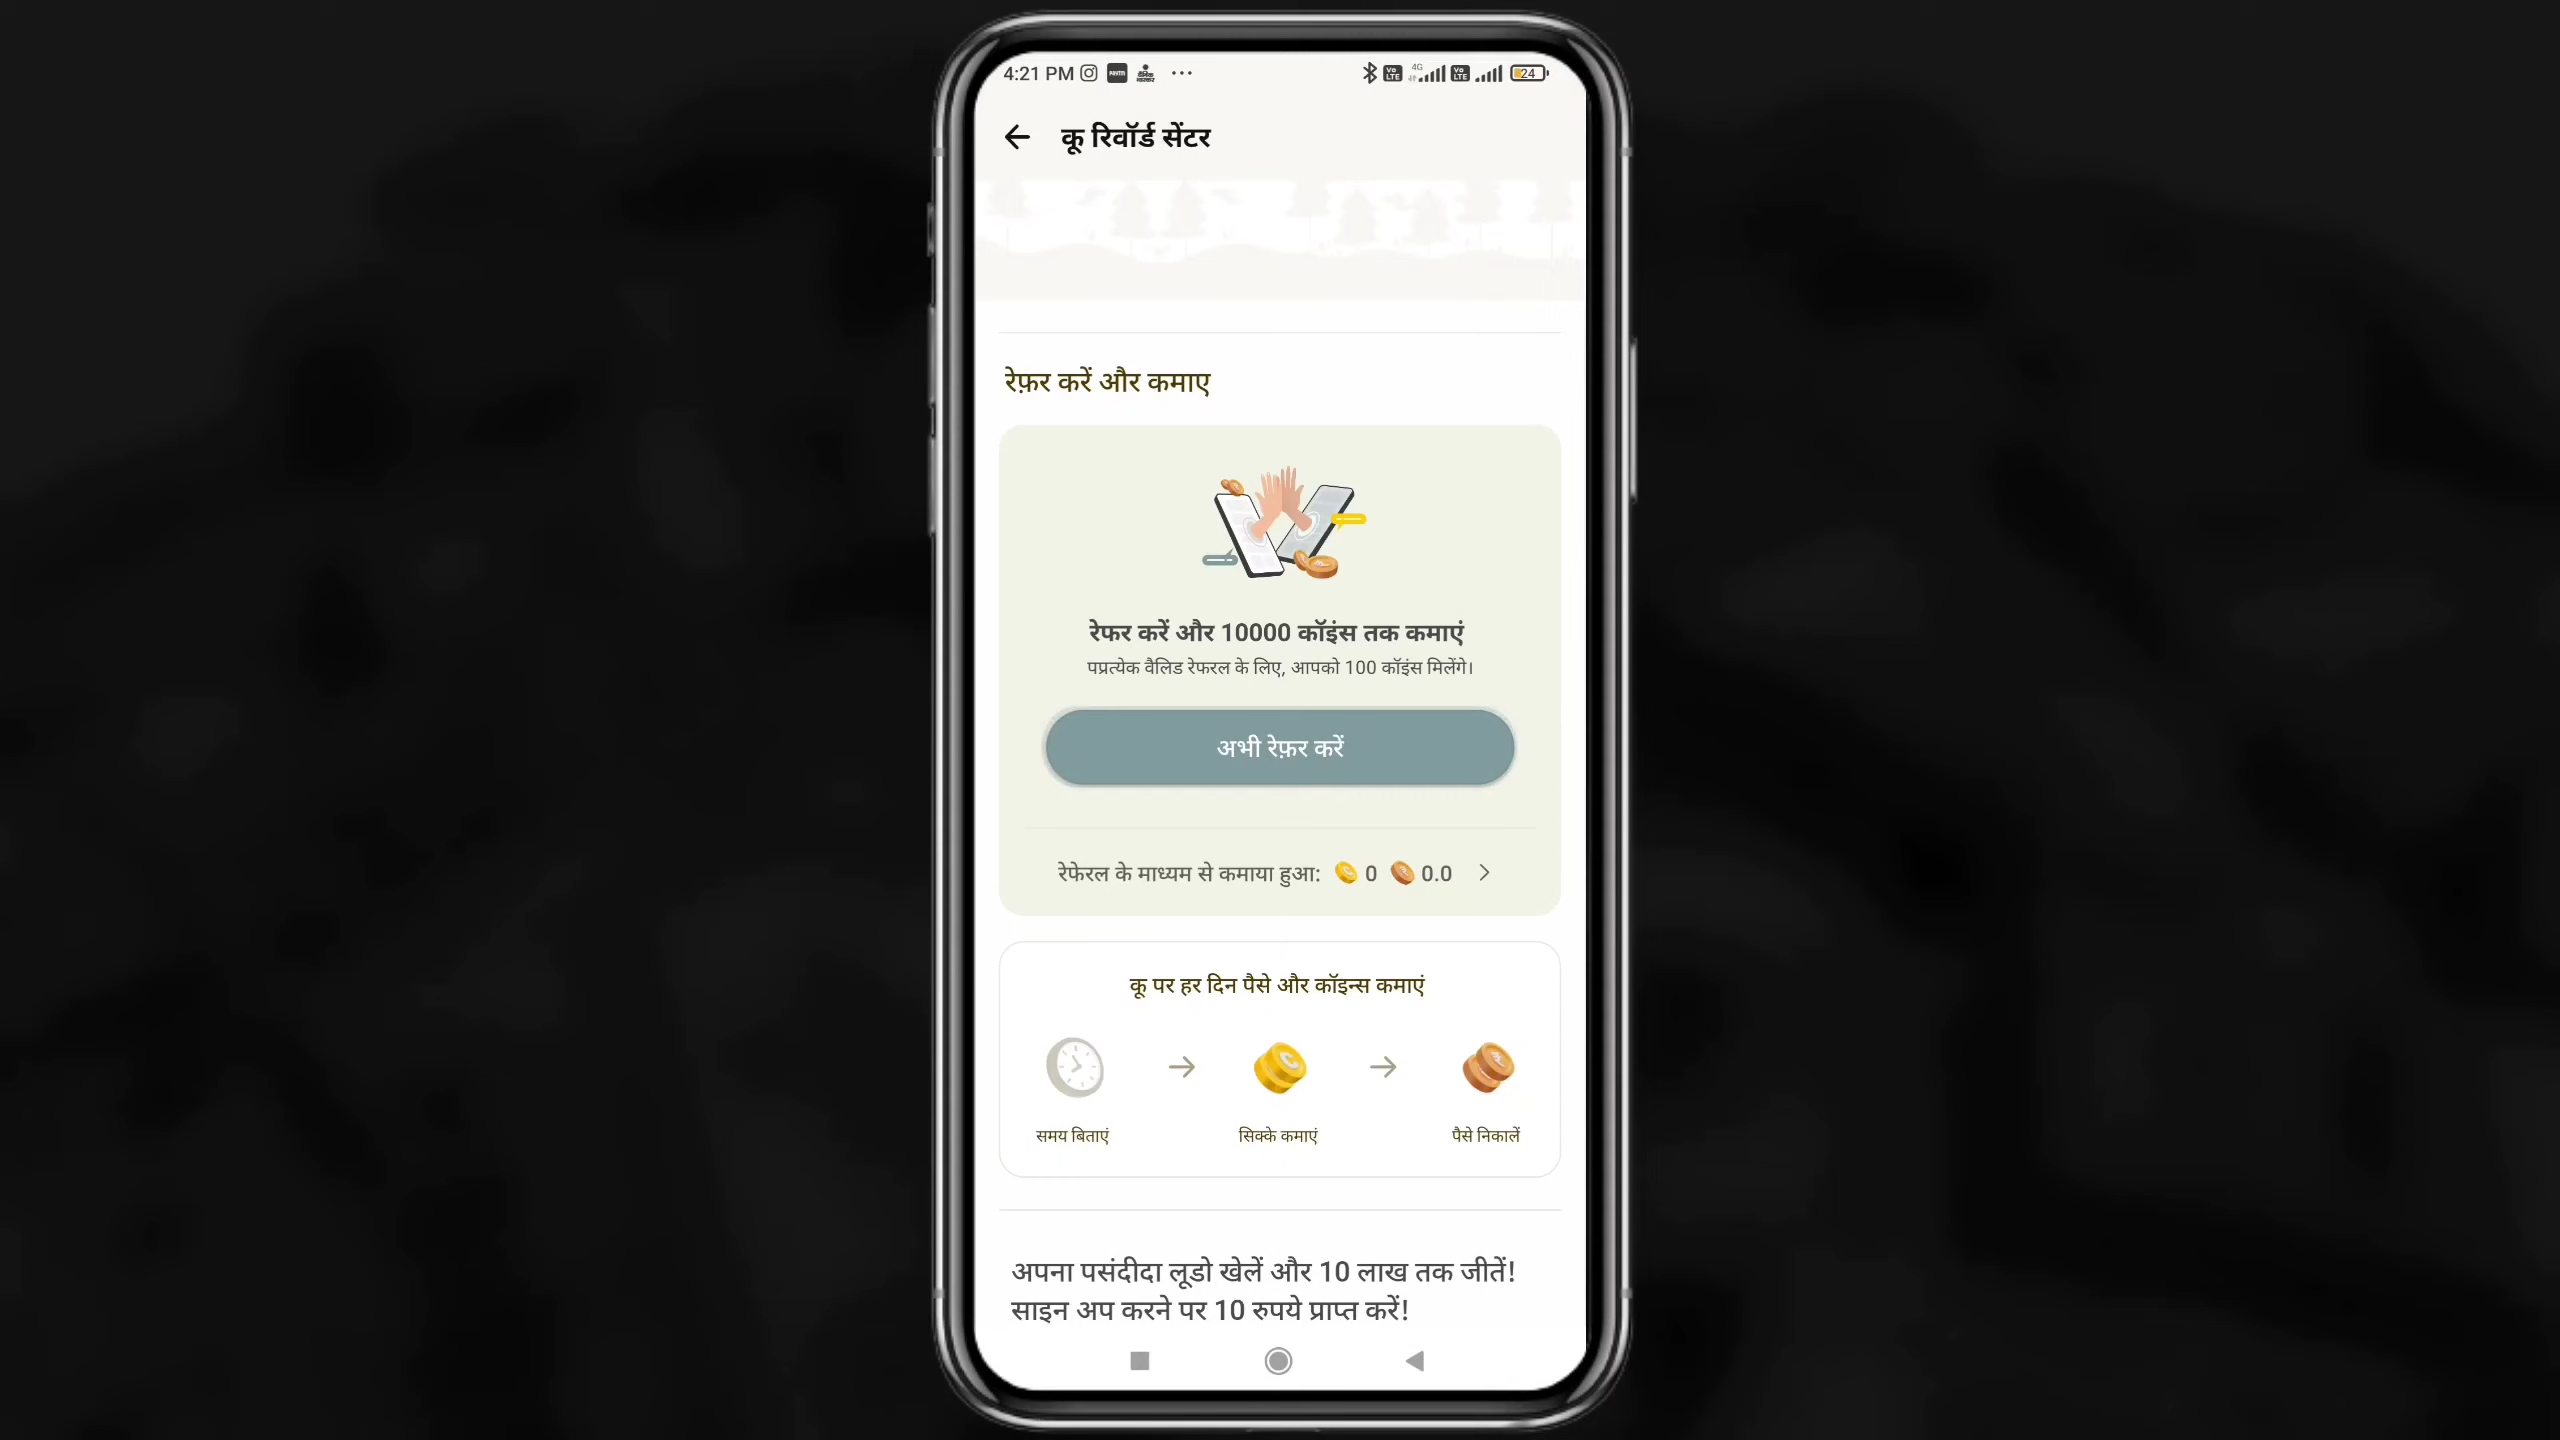 4:21 PM
4G
24
कू रिवॉर्ड सेंटर
रेफ़र करें और कमाए
रेफर करें और 10000 कॉइंस तक कमाएं
पप्रत्येक वैलिड रेफरल के लिए, आपको 100 कॉइंस मिलेंगे।
अभी रेफ़र करें
रेफेरल के माध्यम से कमाया हुआ: 0 0.0
कू पर हर दिन पैसे और कॉइन्स कमाएं
समय बिताएं
सिक्के कमाएं
पैसे निकालें
अपना पसंदीदा लूडो खेलें और 10 लाख तक जीतें!
साइन अप करने पर 10 रुपये प्राप्त करें!